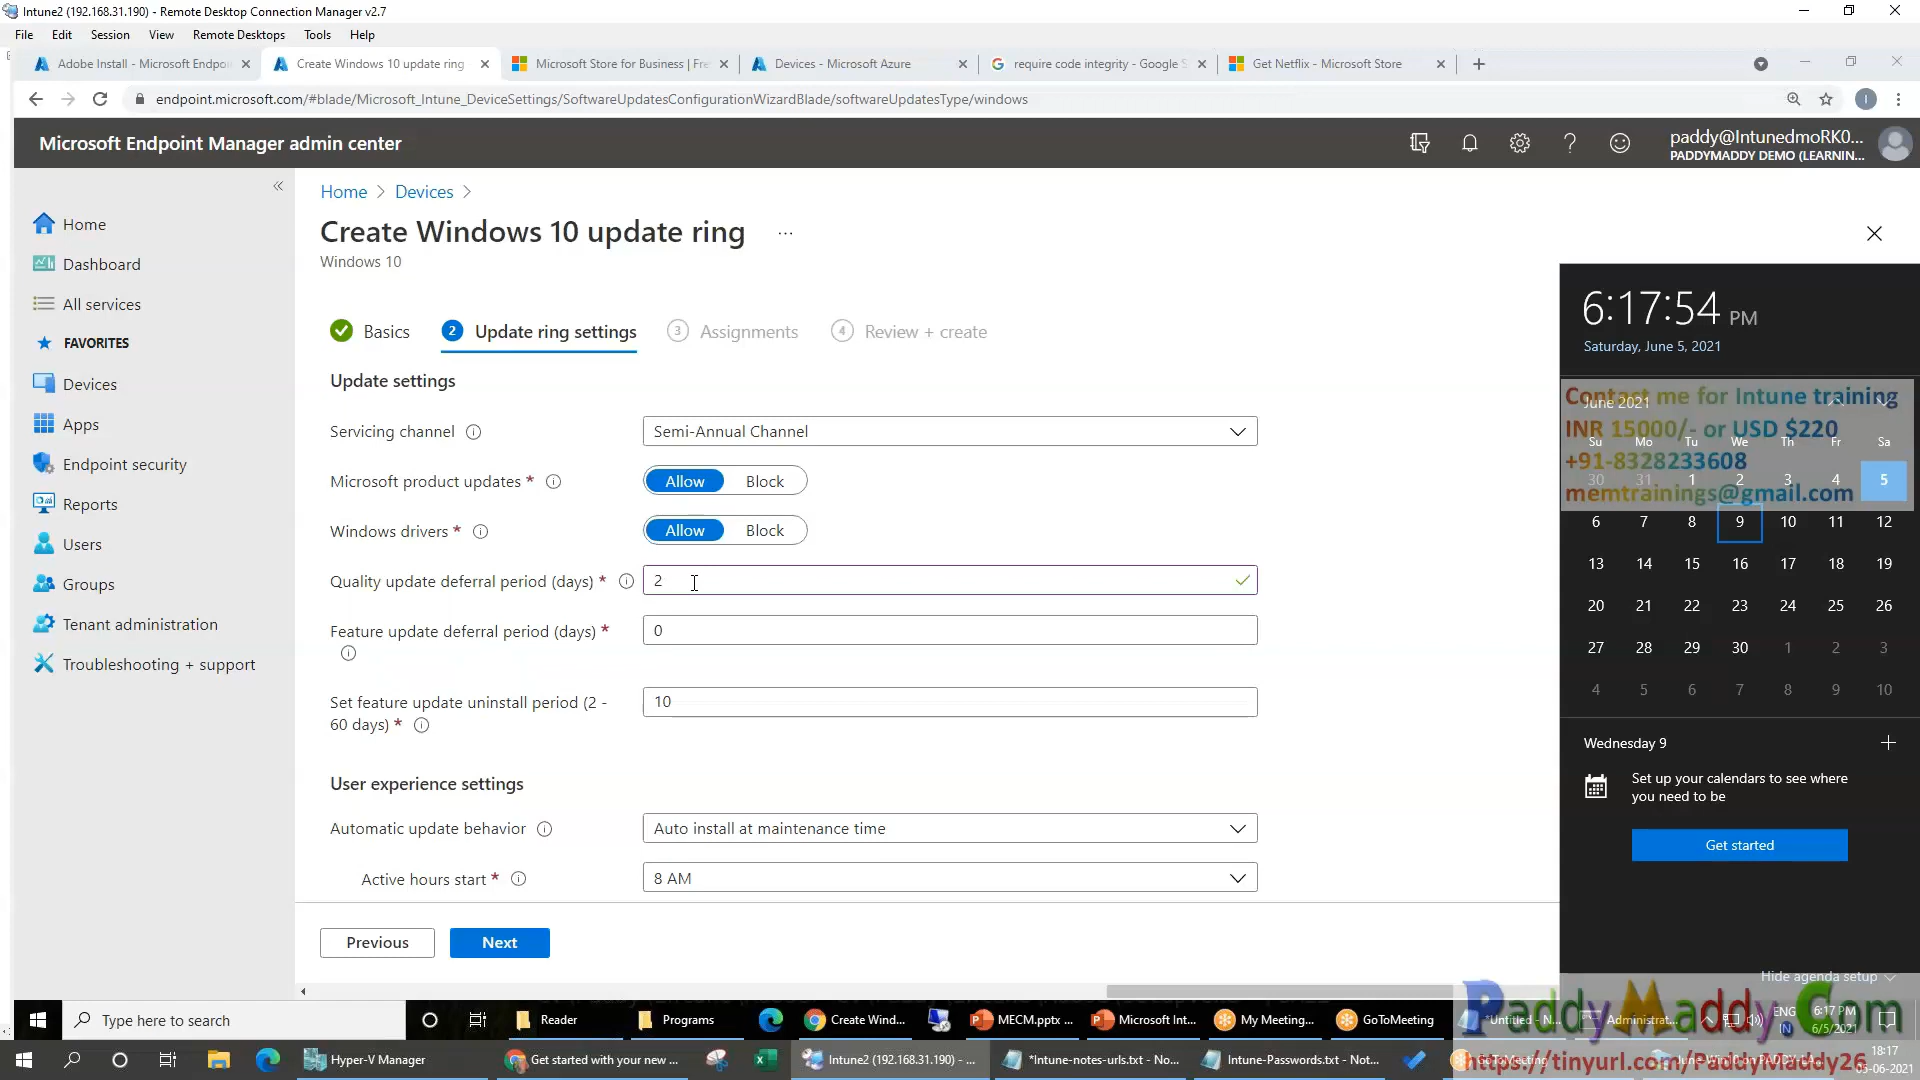 Intune2 (192.168.31.190) - Remote Desktop Connection Manager v2.7
File Edit Session View Remote Desktops Tools Help
Adobe Install - Microsoft Endpo
Create Windows 10 update ring
Microsoft Store for Business | Fre
Devices - Microsoft Azure
require code integrity - Google S
Get Netflix - Microsoft Store
endpoint.microsoft.com/#blade/Microsoft_Intune_DeviceSettings/SoftwareUpdatesConfigurationWizardBlade/softwareUpdatesType/windows
Microsoft Endpoint Manager admin center
paddy@IntunedmoRK0...
PADDYMADDY DEMO (LEARNIN...
Home
Dashboard
All services
FAVORITES
Devices
Apps
Endpoint security
Reports
Users
Groups
Tenant administration
Troubleshooting + support
Home > Devices >
Create Windows 10 update ring ...
Windows 10
Basics
2 Update ring settings
3 Assignments
4 Review + create
Update settings
Servicing channel
Semi-Annual Channel
Microsoft product updates *
Allow Block
Windows drivers *
Allow Block
Quality update deferral period (days) *
2
Feature update deferral period (days) *
0
Set feature update uninstall period (2 -
60 days) *
10
User experience settings
Automatic update behavior
Auto install at maintenance time
Active hours start *
8 AM
Previous
Next
6:17:54 PM
Saturday, June 5, 2021
Contact me for Intune training
June 2021
INR 15000/- or USD $220
Su Mo Tu We Th Fr Sa
+91-8328233608
30 31 1 2 3 4 5
memtrainings@gmail.com
6 7 8 9 10 11 12
13 14 15 16 17 18 19
20 21 22 23 24 25 26
27 28 29 30 1 2 3
4 5 6 7 8 9 10
Wednesday 9
Set up your calendars to see where
you need to be
Get started
Hide agenda setup
PaddyMaddy.Com
Type here to search
Reader
Programs
Create Wind...
MECM.pptx ...
Microsoft Int...
My Meeting...
GoToMeeting
*Untitled - N...
Administrat...
ENG
IN
6:17 PM
6/5/2021
Hyper-V Manager
Get started with your new ...
Intune2 (192.168.31.190) - ...
*Intune-notes-urls.txt - No...
Intune-Passwords.txt - Not...
https://tinyurl.com/PaddyMaddy26
18:17
05-06-2021